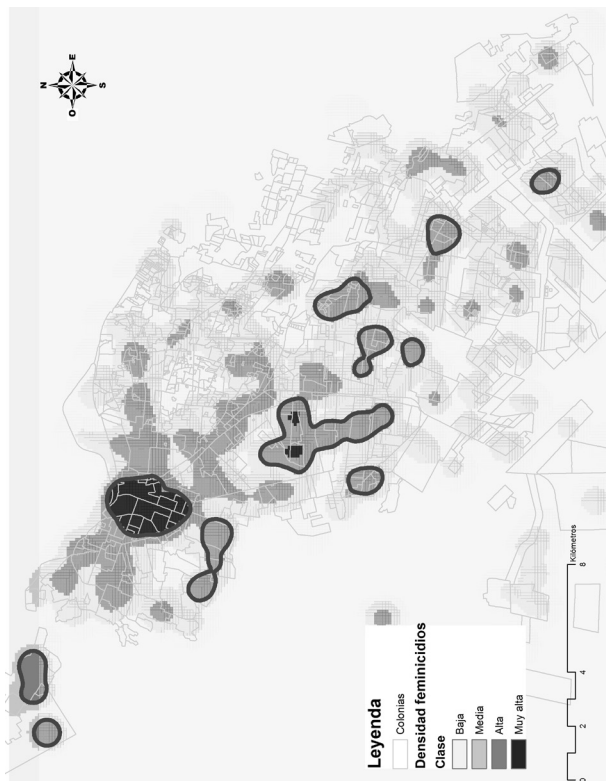 N
E
S
O
Leyenda
Colonias
Densidad feminicidios
Clase
Baja
Media
Alta
Muy alta
0 2 4 8
Kilómetros